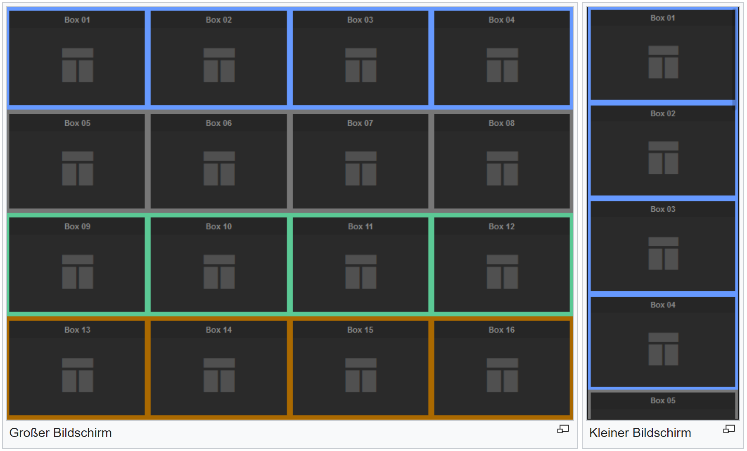 Box 01 Box 02 Box 03 Box 04
Box 05 Box 06 Box 07 Box 08
Box 09 Box 10 Box 11 Box 12
Box 13 Box 14 Box 15 Box 16
Großer Bildschirm
Box 01
Box 02
Box 03
Box 04
Box 05
Kleiner Bildschirm